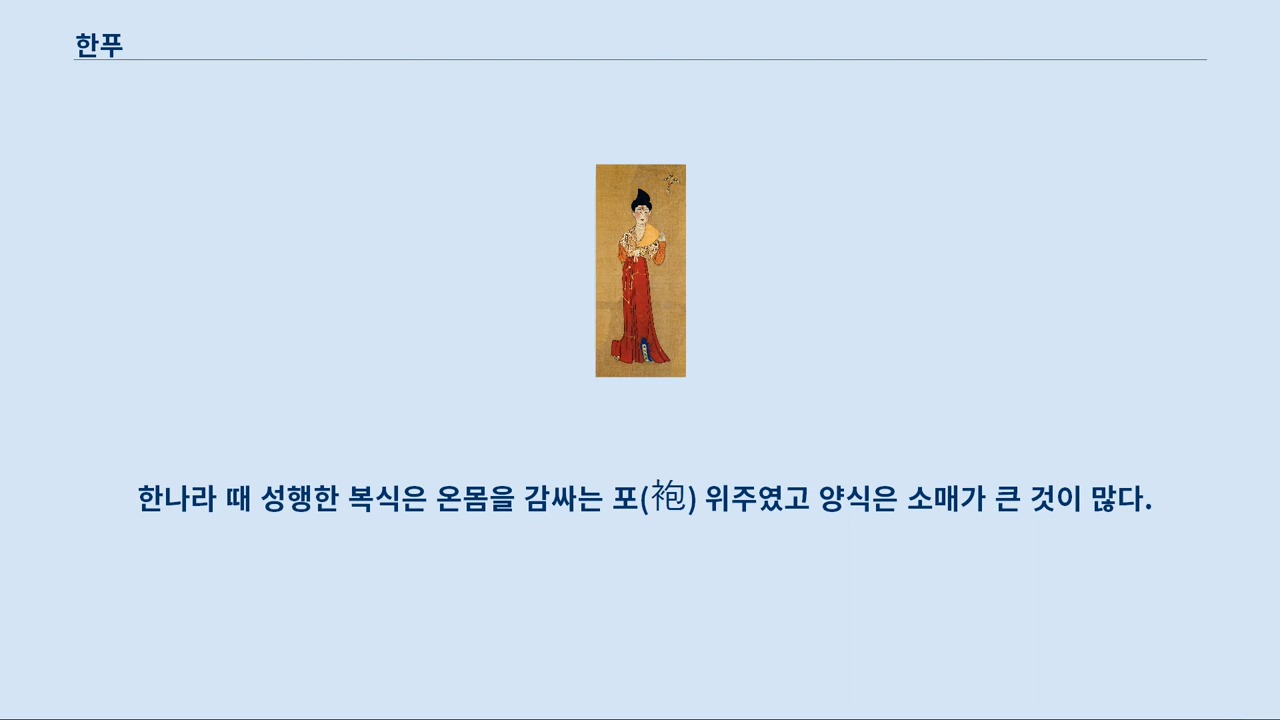 한푸
한나라 때 성행한 복식은 온몸을 감싸는 포(袍) 위주였고 양식은 소매가 큰 것이 많다.